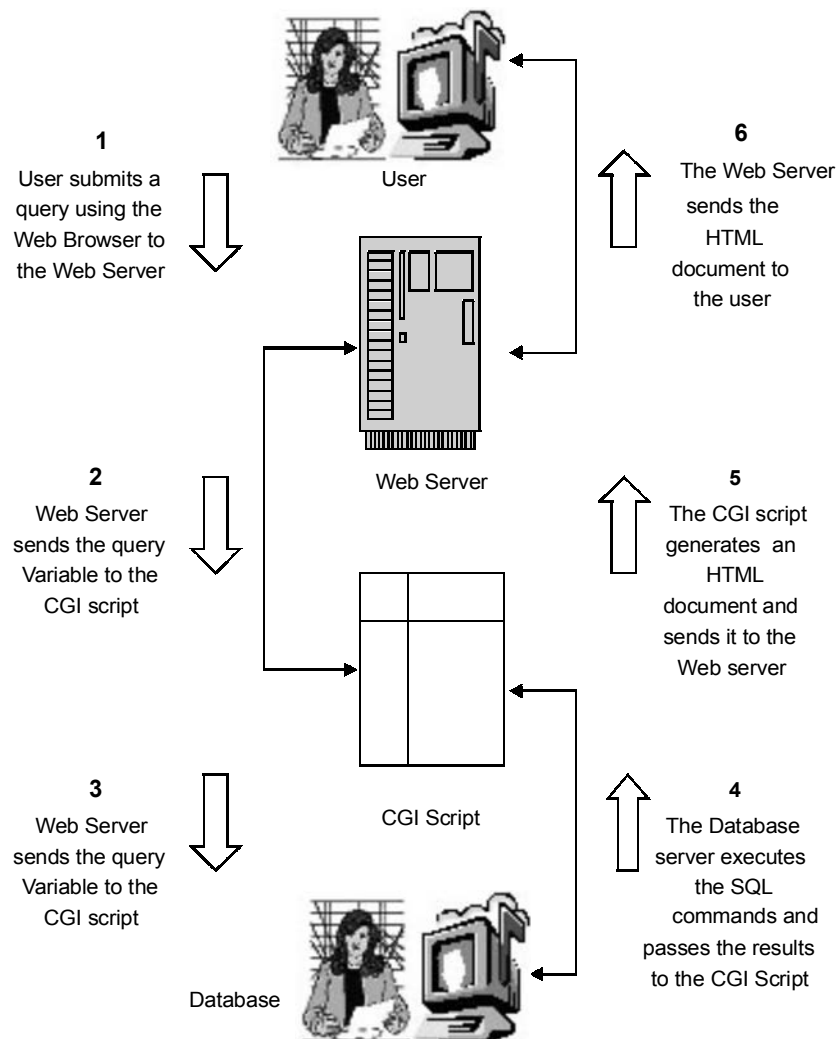 1
User submits a
query using the
Web Browser to
the Web Server
User
6
The Web Server
sends the
HTML
document to
the user
Web Server
2
Web Server
sends the query
Variable to the
CGI script
5
The CGI script
generates an
HTML
document and
sends it to the
Web server
CGI Script
3
Web Server
sends the query
Variable to the
CGI script
4
The Database
server executes
the SQL
commands and
passes the results
to the CGI Script
Database